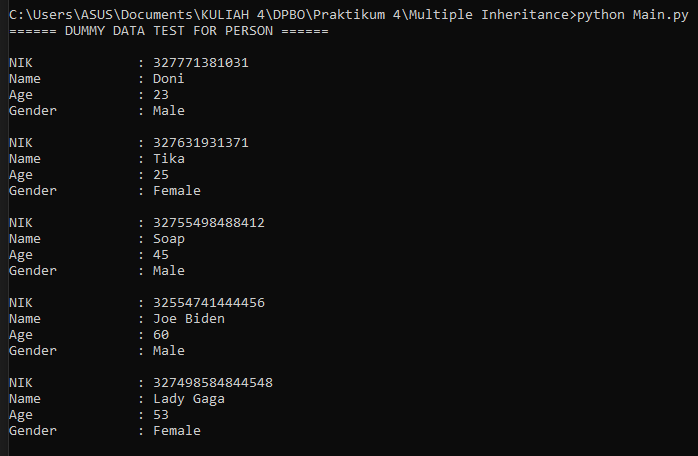 C:\Users\ASUS\Documents\KULIAH 4\DPBO\Praktikum 4\Multiple Inheritance>python Main.py
====== DUMMY DATA TEST FOR PERSON ======
NIK : 327771381031
Name : Doni
Age : 23
Gender : Male
NIK : 327631931371
Name : Tika
Age : 25
Gender : Female
NIK : 32755498488412
Name : Soap
Age : 45
Gender : Male
NIK : 32554741444456
Name : Joe Biden
Age : 60
Gender : Male
NIK : 327498584844548
Name : Lady Gaga
Age : 53
Gender : Female